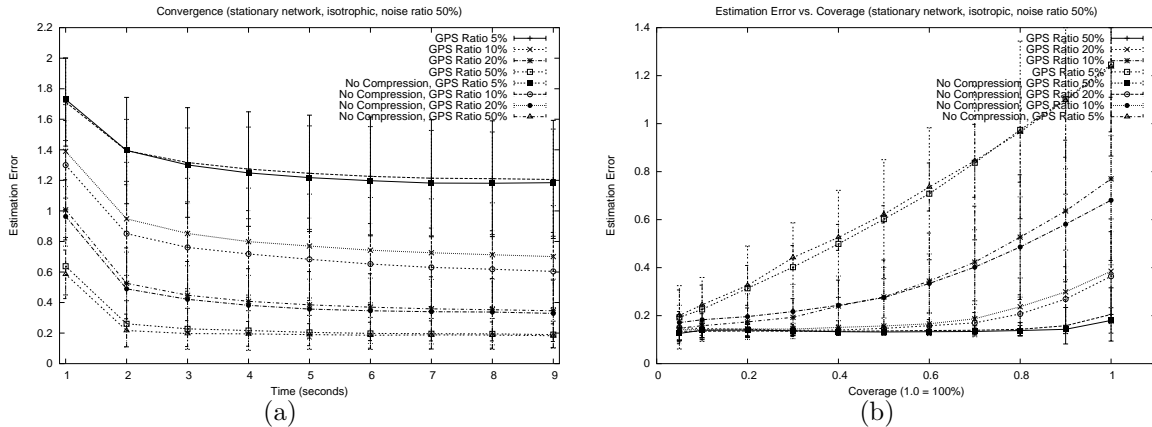 Convergence (stationary network, isotrophic, noise ratio 50%)
2.2
2
1.8
1.6
1.4
1.2
1
0.8
0.6
0.4
0.2
0
Estimation Error
GPS Ratio 5%
GPS Ratio 10%
GPS Ratio 20%
GPS Ratio 50%
No Compression, GPS Ratio 5%
No Compression, GPS Ratio 10%
No Compression, GPS Ratio 20%
No Compression, GPS Ratio 50%
1 2 3 4 5 6 7 8 9
Time (seconds)
(a)
Estimation Error vs. Coverage (stationary network, isotropic, noise ratio 50%)
1.4
1.2
1
0.8
0.6
0.4
0.2
0
Estimation Error
GPS Ratio 50%
GPS Ratio 20%
GPS Ratio 10%
GPS Ratio 5%
No Compression, GPS Ratio 50%
No Compression, GPS Ratio 20%
No Compression, GPS Ratio 10%
No Compression, GPS Ratio 5%
0 0.2 0.4 0.6 0.8 1
Coverage (1.0 = 100%)
(b)